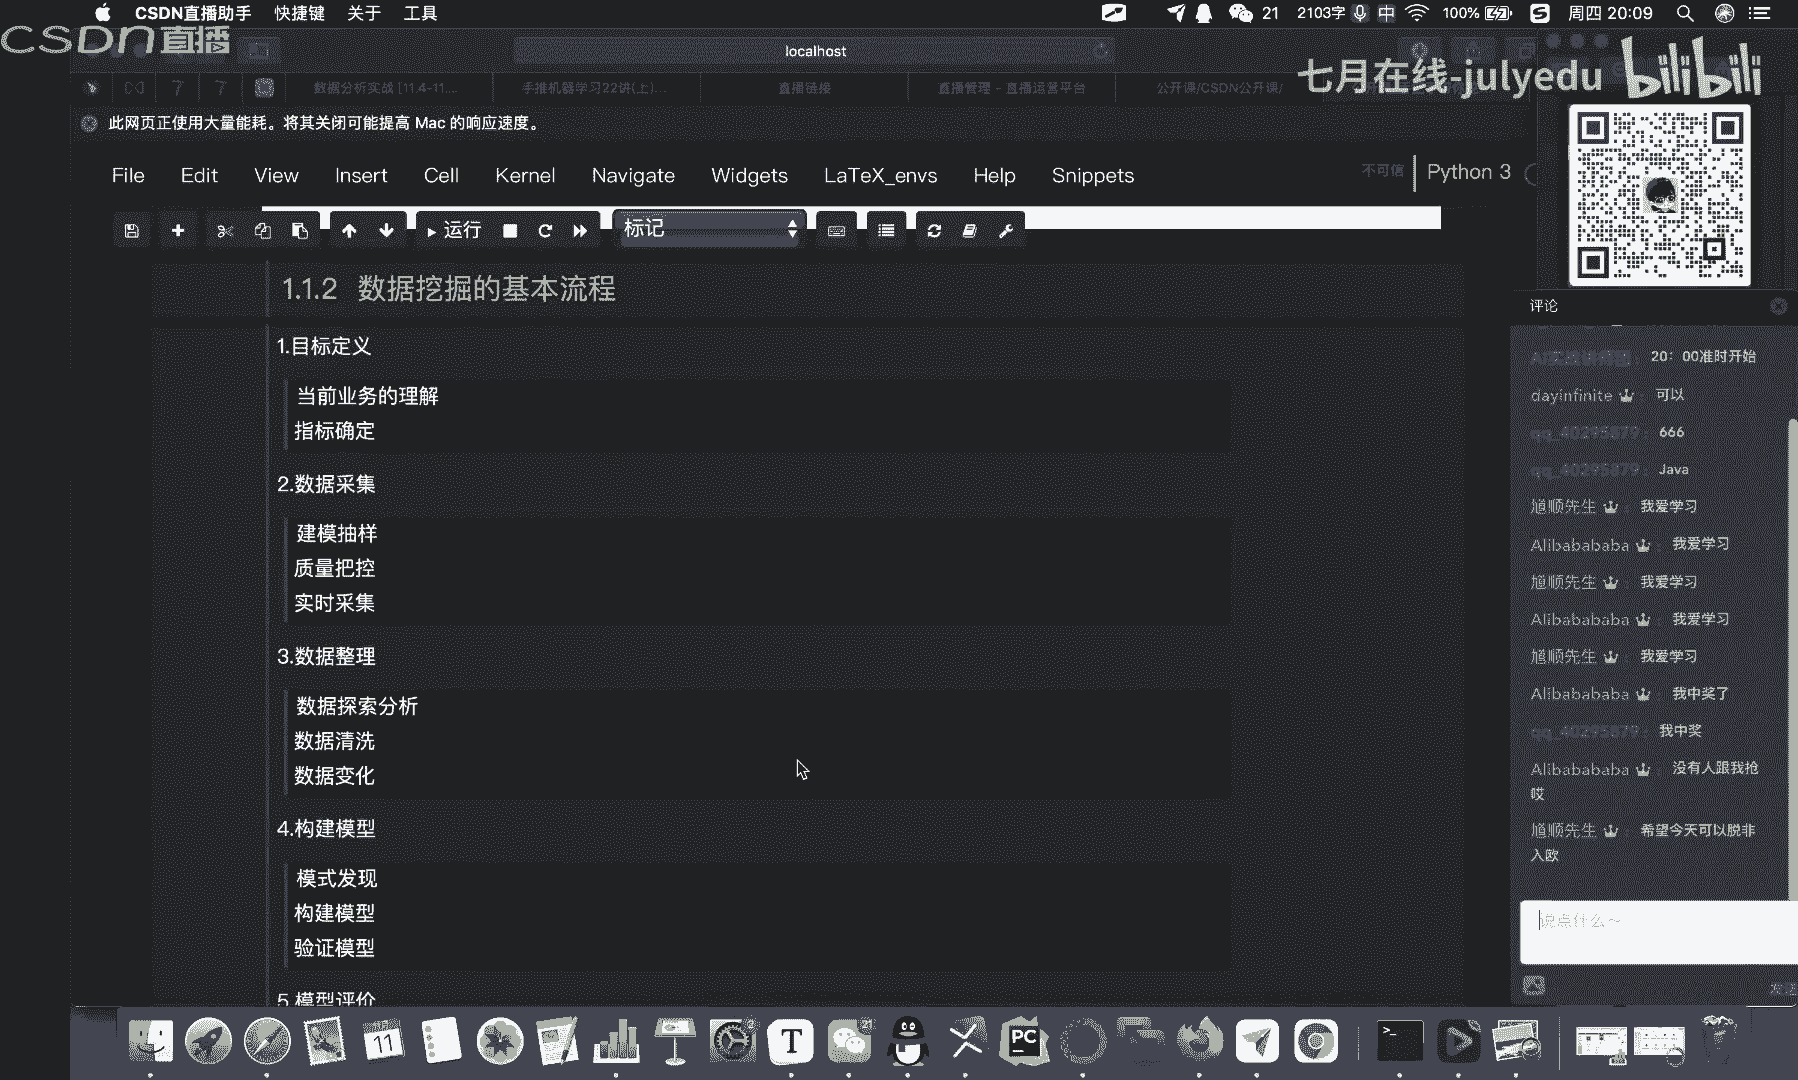 CSDN直播助手 快捷键 关于 工具
21 2103字 中 100% 周四 20:09
CSDN直播
localhost
七月在线-julyedu bilibili
数据分析实战 [11.4-11.... 手推机器学习22讲(上)... 直播链接 直播管理 - 直播运营平台 公开课/CSDN公开课/
此网页正使用大量能耗。将其关闭可能提高 Mac 的响应速度。
File Edit View Insert Cell Kernel Navigate Widgets LaTeX_envs Help Snippets 不可信 Python 3
运行 标记
1.1.2 数据挖掘的基本流程
1.目标定义
当前业务的理解
指标确定
2.数据采集
建模抽样
质量把控
实时采集
3.数据整理
数据探索分析
数据清洗
数据变化
4.构建模型
模式发现
构建模型
验证模型
5.模型评价
评论
20：00准时开始
dayinfinite 可以
qq_40295879： 666
qq_40295879： Java
馗顺先生 我爱学习
Alibabababa 我爱学习
馗顺先生 我爱学习
Alibabababa 我爱学习
馗顺先生 我爱学习
Alibabababa 我中奖了
qq_40295879： 我中奖
Alibabababa 没有人跟我抢
哎
馗顺先生 希望今天可以脱非
入欧
说点什么～
发送
11
T
PC